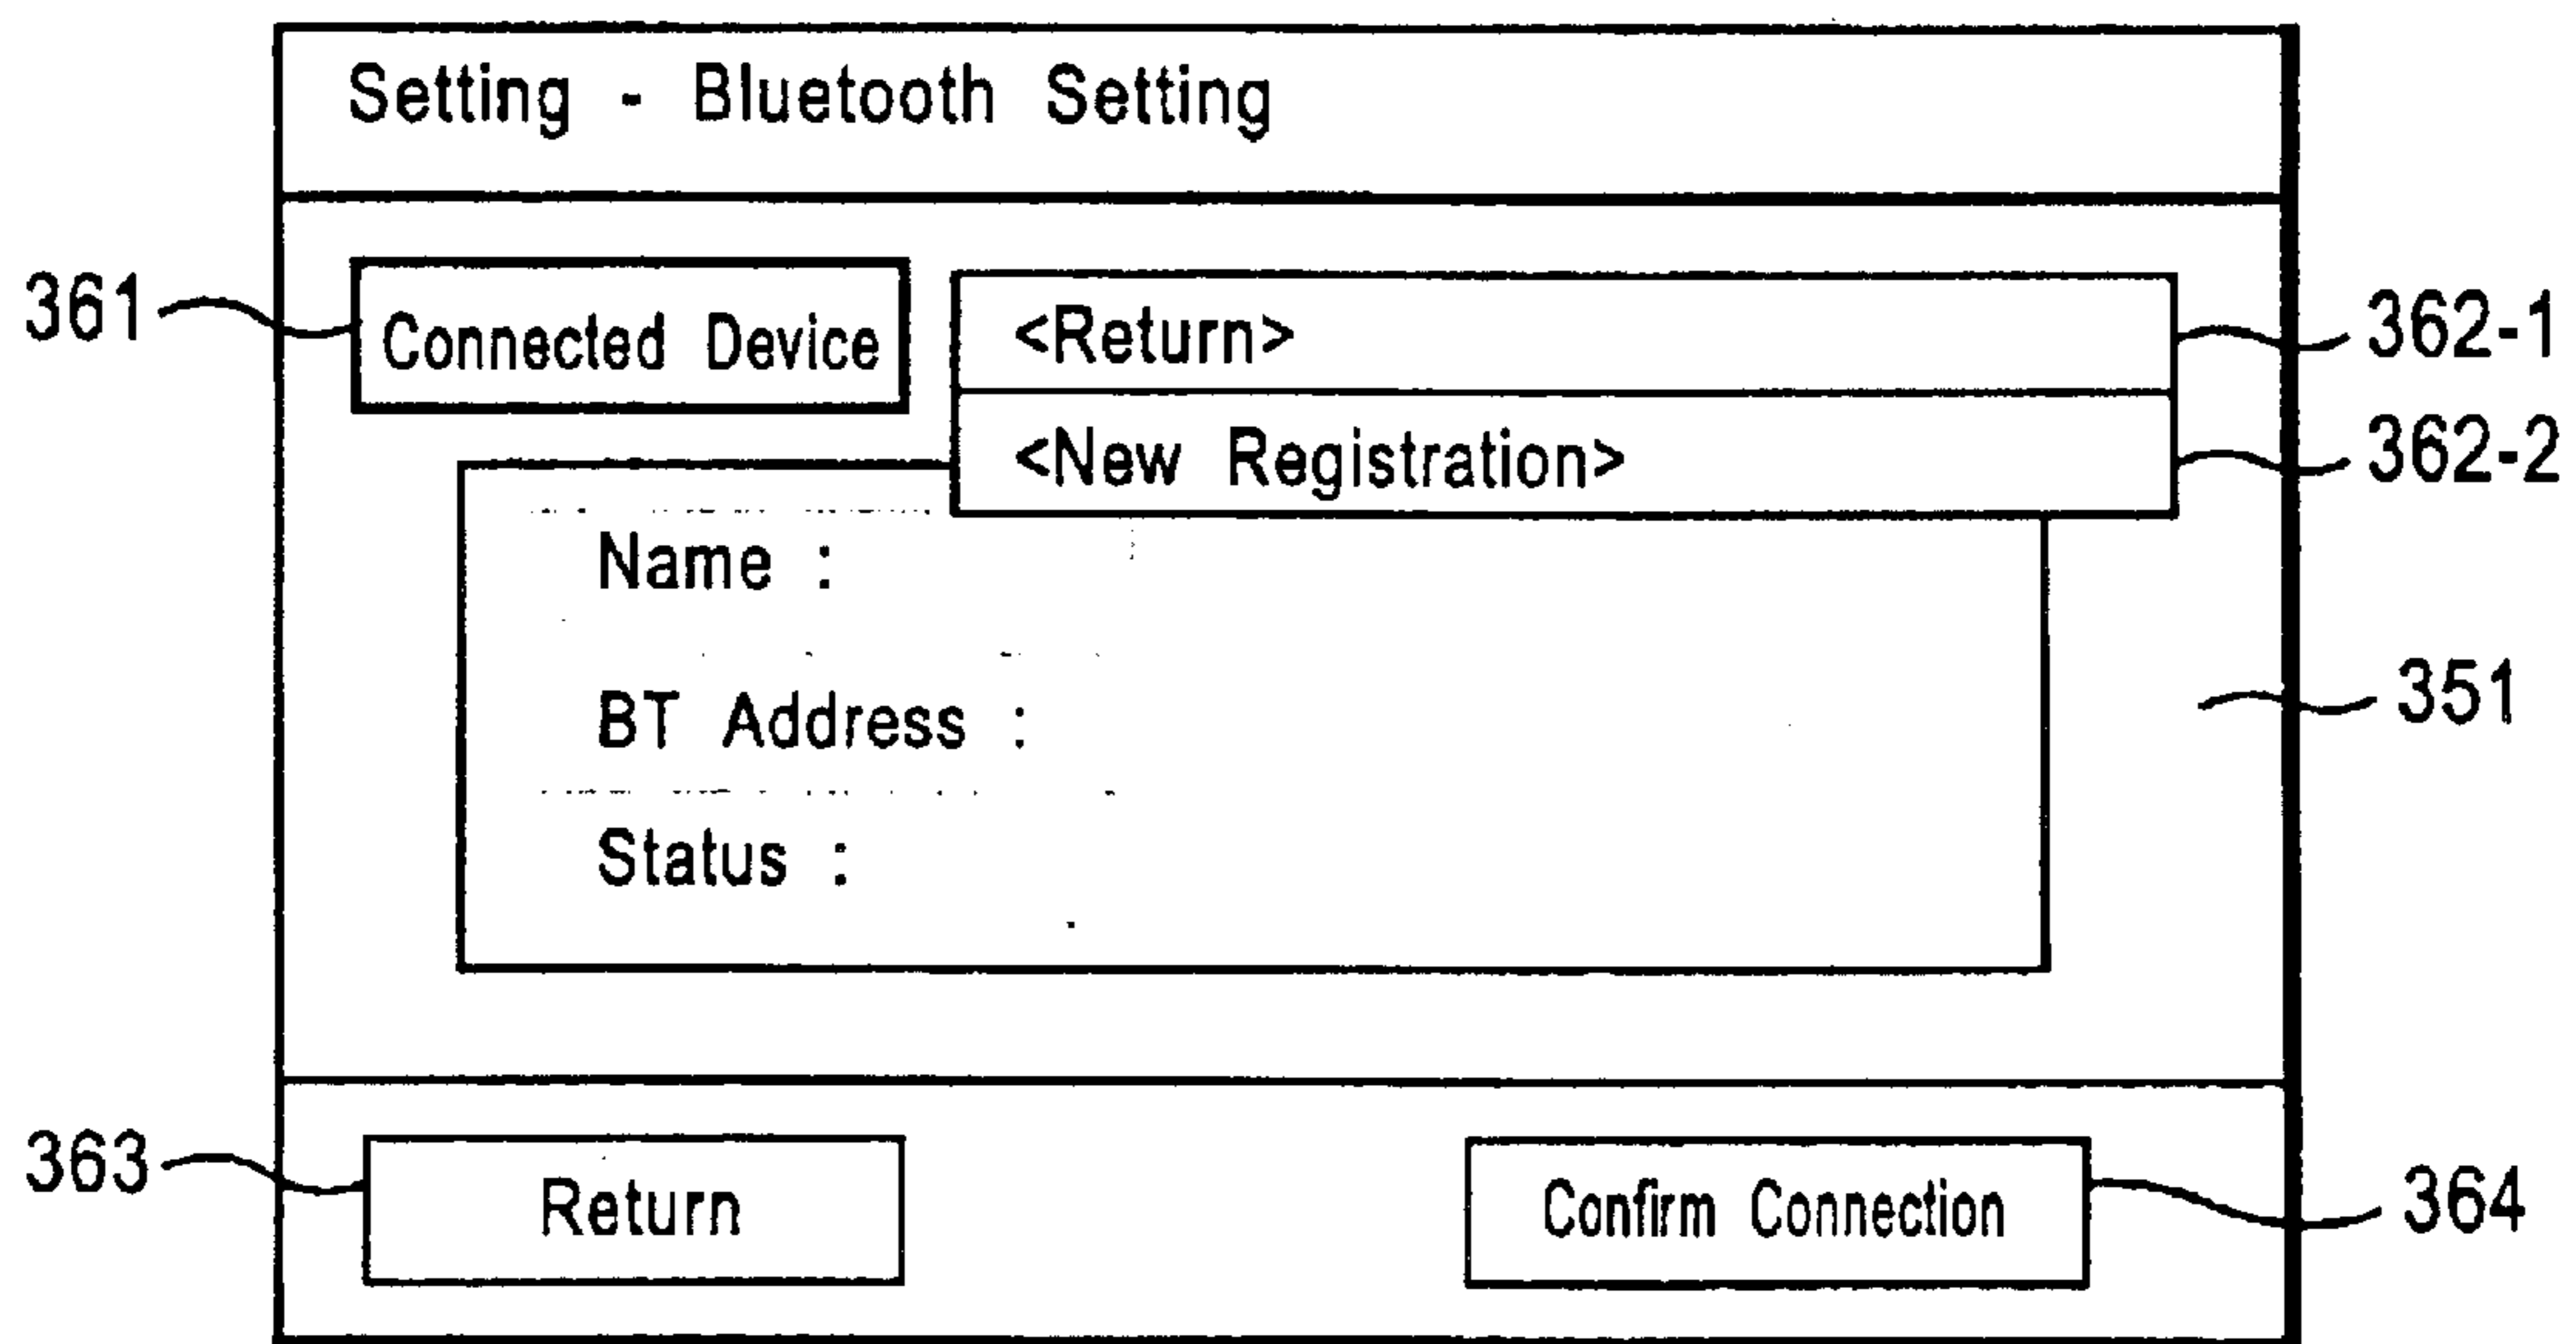 Setting - Bluetooth Setting
361
Connected Device
<Return>
362-1
<New Registration>
362-2
Name :
BT Address :
351
Status :
363
Return
Confirm Connection
364